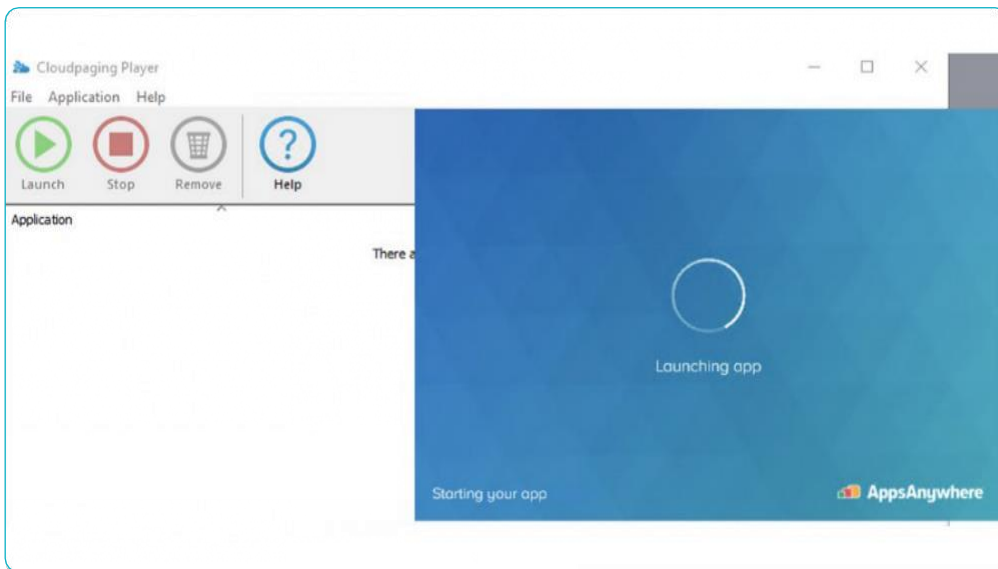 Cloudpaging Player
File Application Help
Launch Stop Remove Help
Application
There a
Launching app
Starting your app
AppsAnywhere